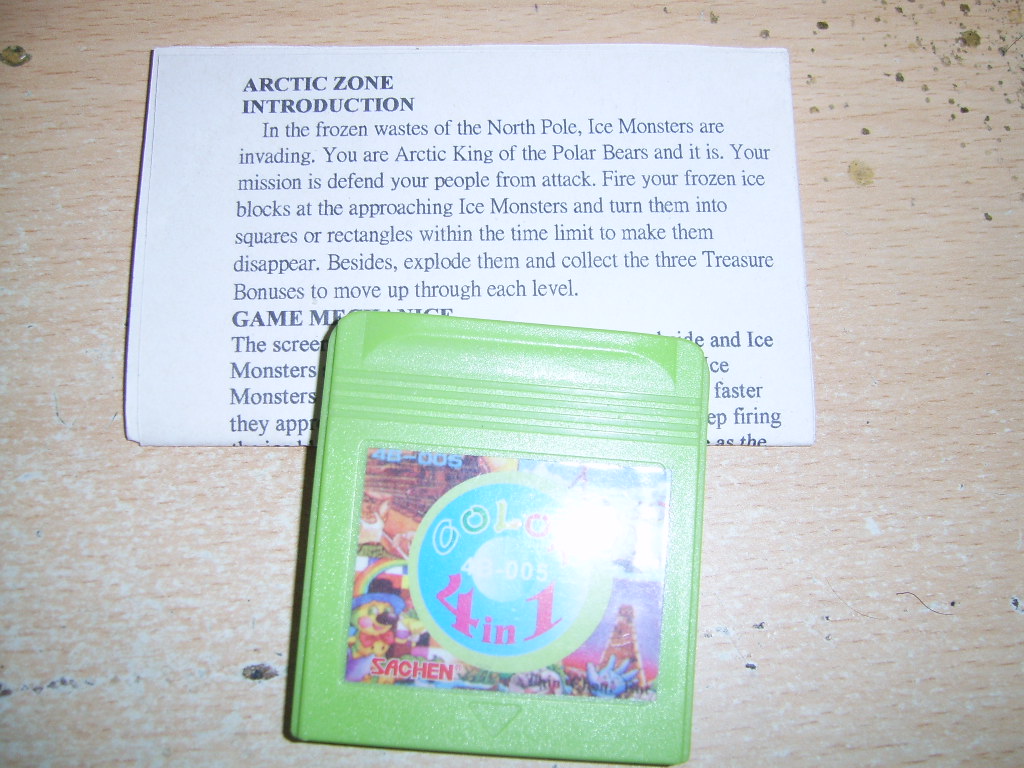 ARCTIC ZONE
INTRODUCTION
In the frozen wastes of the North Pole, Ice Monsters are
invading. You are Arctic King of the Polar Bears and it is. Your
mission is defend your people from attack. Fire your frozen ice
blocks at the approaching Ice Monsters and turn them into
squares or rectangles within the time limit to make them
disappear. Besides, explode them and collect the three Treasure
Bonuses to move up through each level.
GAME MECHANICE
The screen and Ice
Monsters
Monsters faster
they firing
as the
4B-005
4B-005
4 in 1
SACHEN